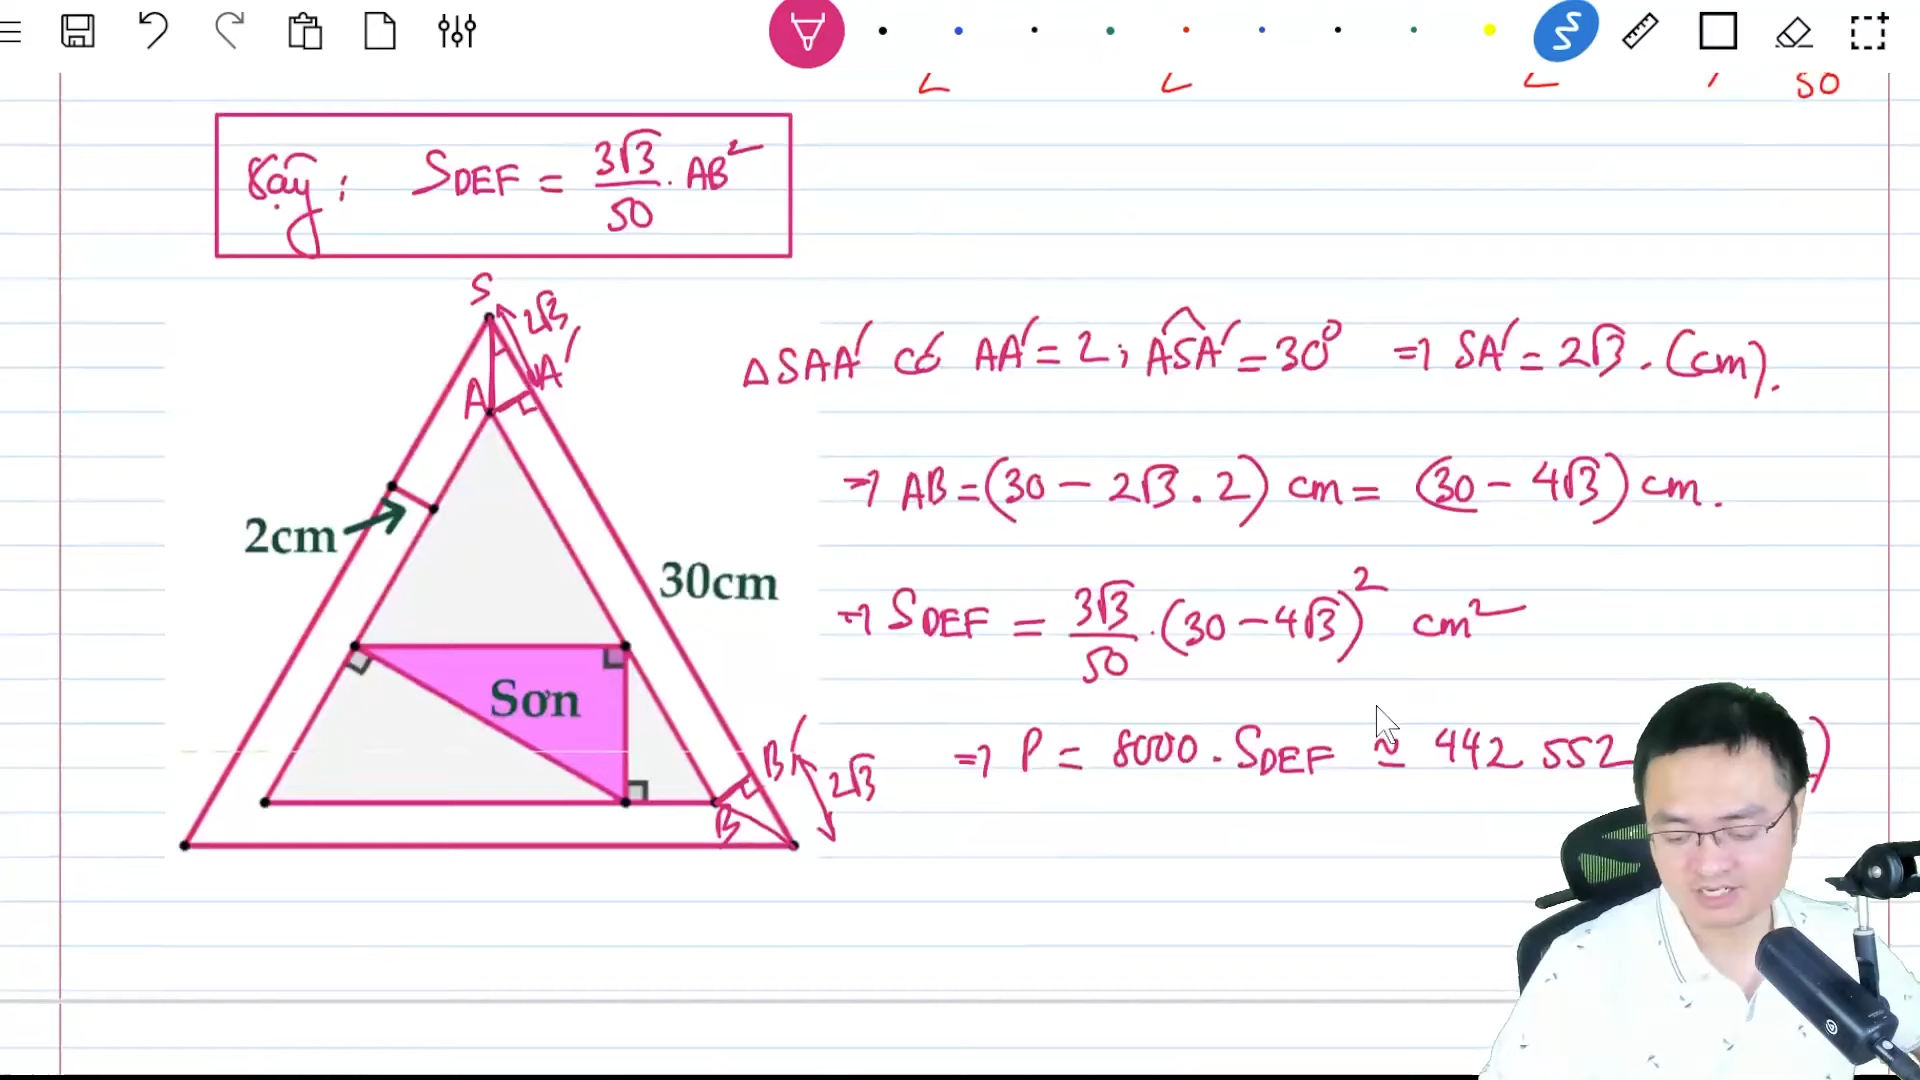 50
Vậy: S_DEF = 3√3/50 . AB²
S
2√3
A'
A
2cm
30cm
Sơn
B'
2√3
B
ΔSAA' có AA' = 2; ASA' = 30° ⇒ SA' = 2√3. (cm).
⇒ AB = (30 - 2√3 . 2) cm = (30 - 4√3) cm.
⇒ S_DEF = 3√3/50 . (30 - 4√3)² cm²
⇒ P = 8000 . S_DEF ≈ 442 552